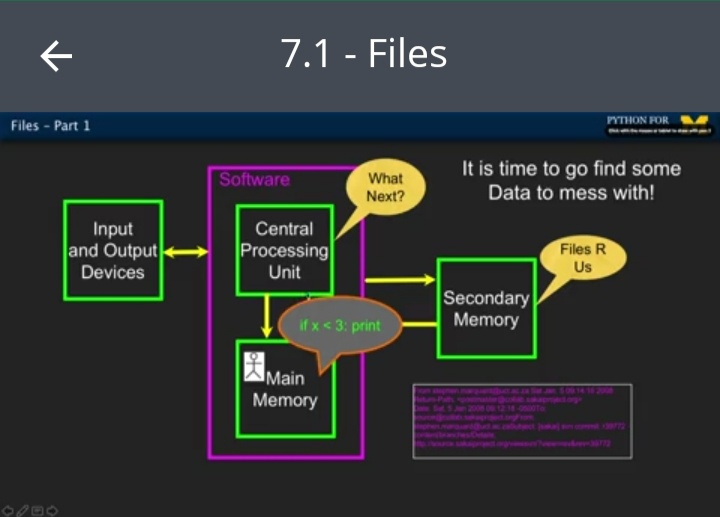 7.1 - Files
Files - Part 1
PYTHON FOR
It is time to go find some
Data to mess with!
Software
What
Next?
Input
and Output
Devices
Central
Processing
Unit
Files R
Us
Secondary
Memory
if x < 3: print
Main
Memory